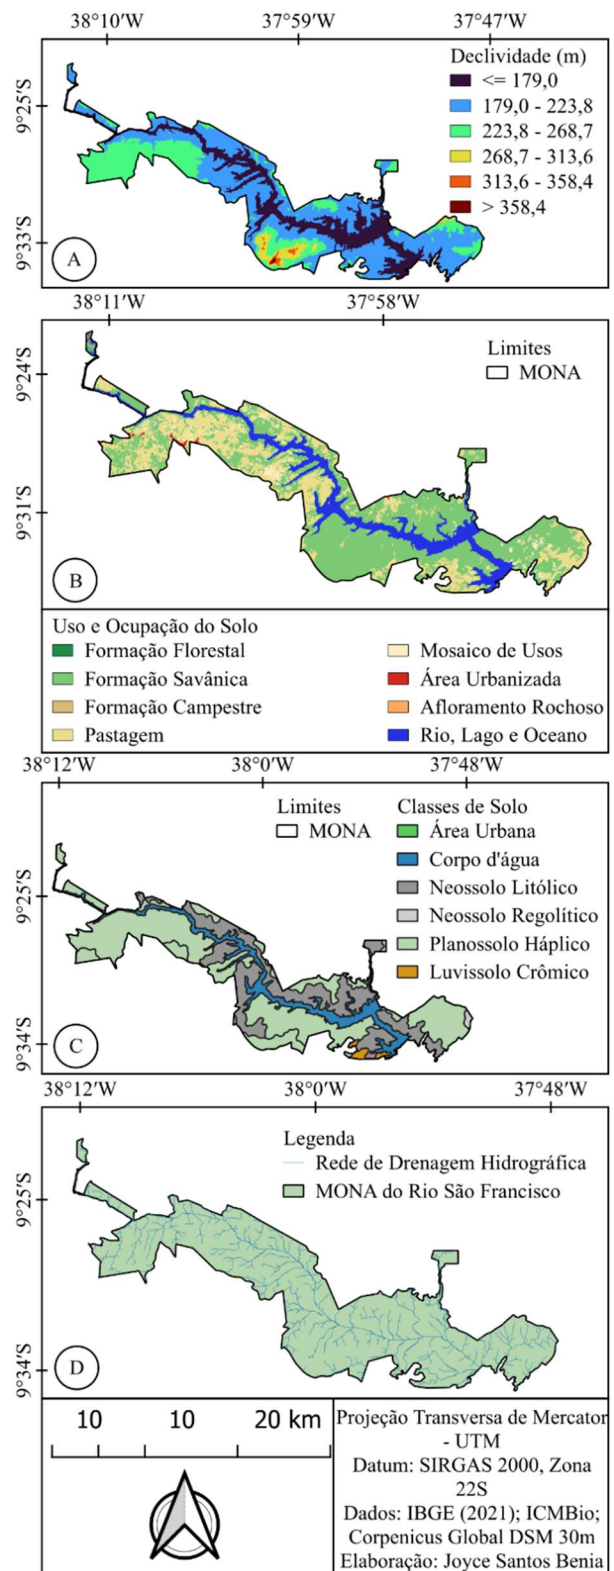 38°10'W 37°59'W 37°47'W
Declividade (m)
<= 179,0
179,0 - 223,8
223,8 - 268,7
268,7 - 313,6
313,6 - 358,4
> 358,4
9°25'S
9°33'S
A
38°11'W 37°58'W
Limites
MONA
9°24'S
9°31'S
B
Uso e Ocupação do Solo
Formação Florestal
Formação Savânica
Formação Campestre
Pastagem
Mosaico de Usos
Área Urbanizada
Afloramento Rochoso
Rio, Lago e Oceano
38°12'W 38°0'W 37°48'W
Limites
MONA
Classes de Solo
Área Urbana
Corpo d'água
Neossolo Litólico
Neossolo Regolítico
Planossolo Háplico
Luvissolo Crômico
9°25'S
9°34'S
C
38°12'W 38°0'W 37°48'W
Legenda
Rede de Drenagem Hidrográfica
MONA do Rio São Francisco
9°25'S
9°34'S
D
10 10 20 km
Projeção Transversa de Mercator
- UTM
Datum: SIRGAS 2000, Zona
22S
Dados: IBGE (2021); ICMBio;
Corpenicus Global DSM 30m
Elaboração: Joyce Santos Benia